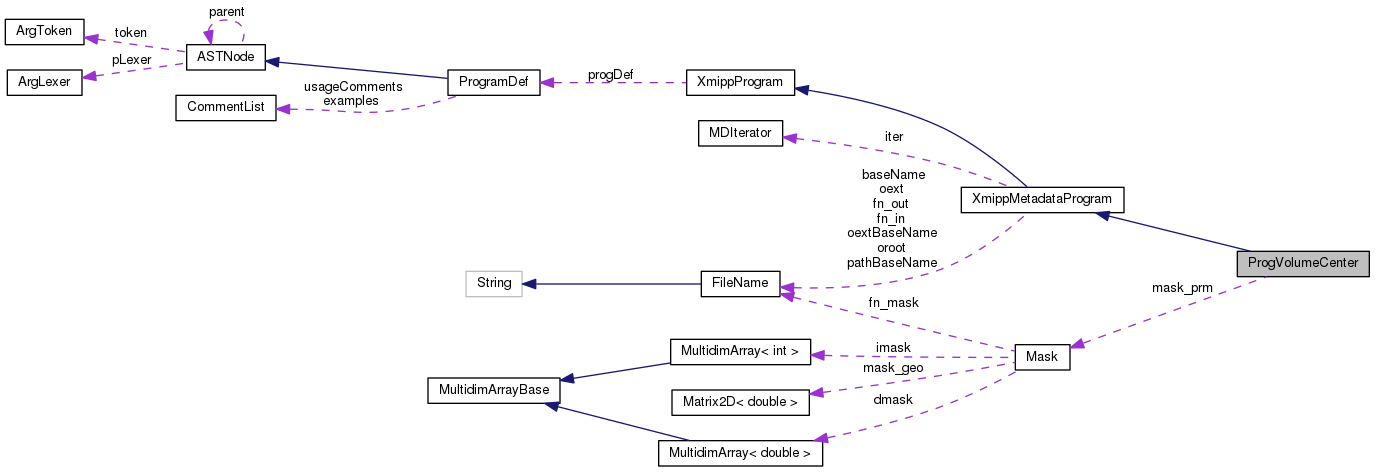 parent
ArgToken
token
ASTNode
pLexer
ArgLexer
CommentList
usageComments
examples
ProgramDef
progDef
XmippProgram
MDIterator
iter
baseName
oext
fn_out
fn_in
oextBaseName
oroot
pathBaseName
XmippMetadataProgram
ProgVolumeCenter
String
FileName
fn_mask
mask_prm
MultidimArray< int >
imask
Mask
mask_geo
MultidimArrayBase
Matrix2D< double >
dmask
MultidimArray< double >